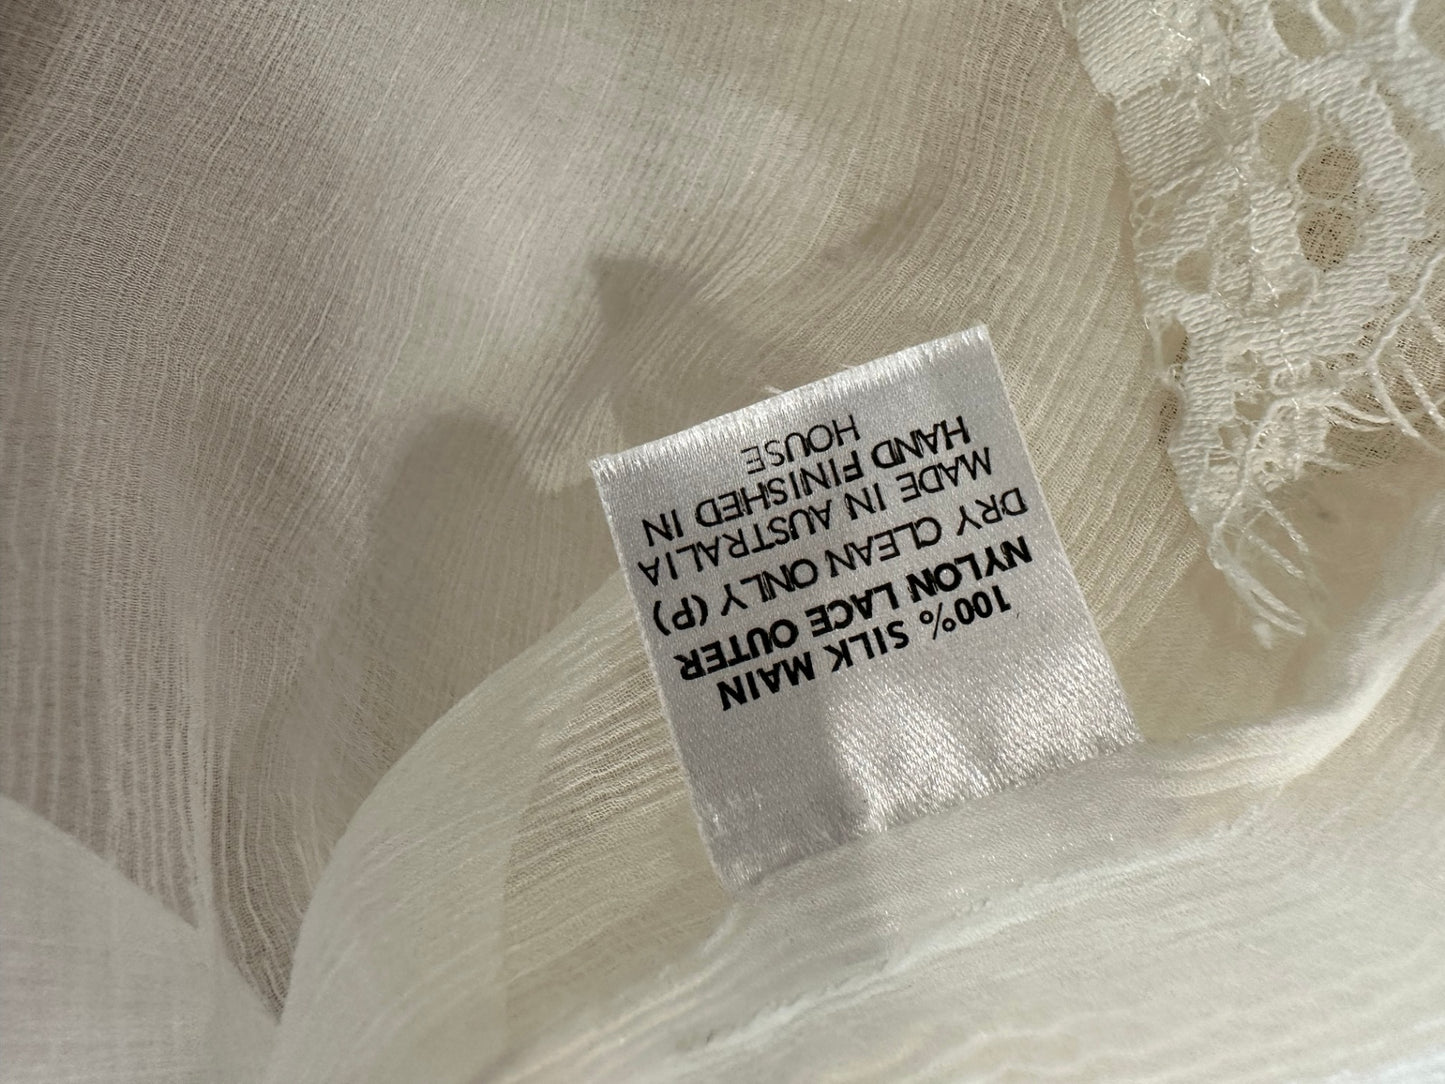 100% SILK MAIN
NYLON LACE OUTER
DRY CLEAN ONLY (P)
MADE IN AUSTRALIA
HAND FINISHED IN
HOUSE